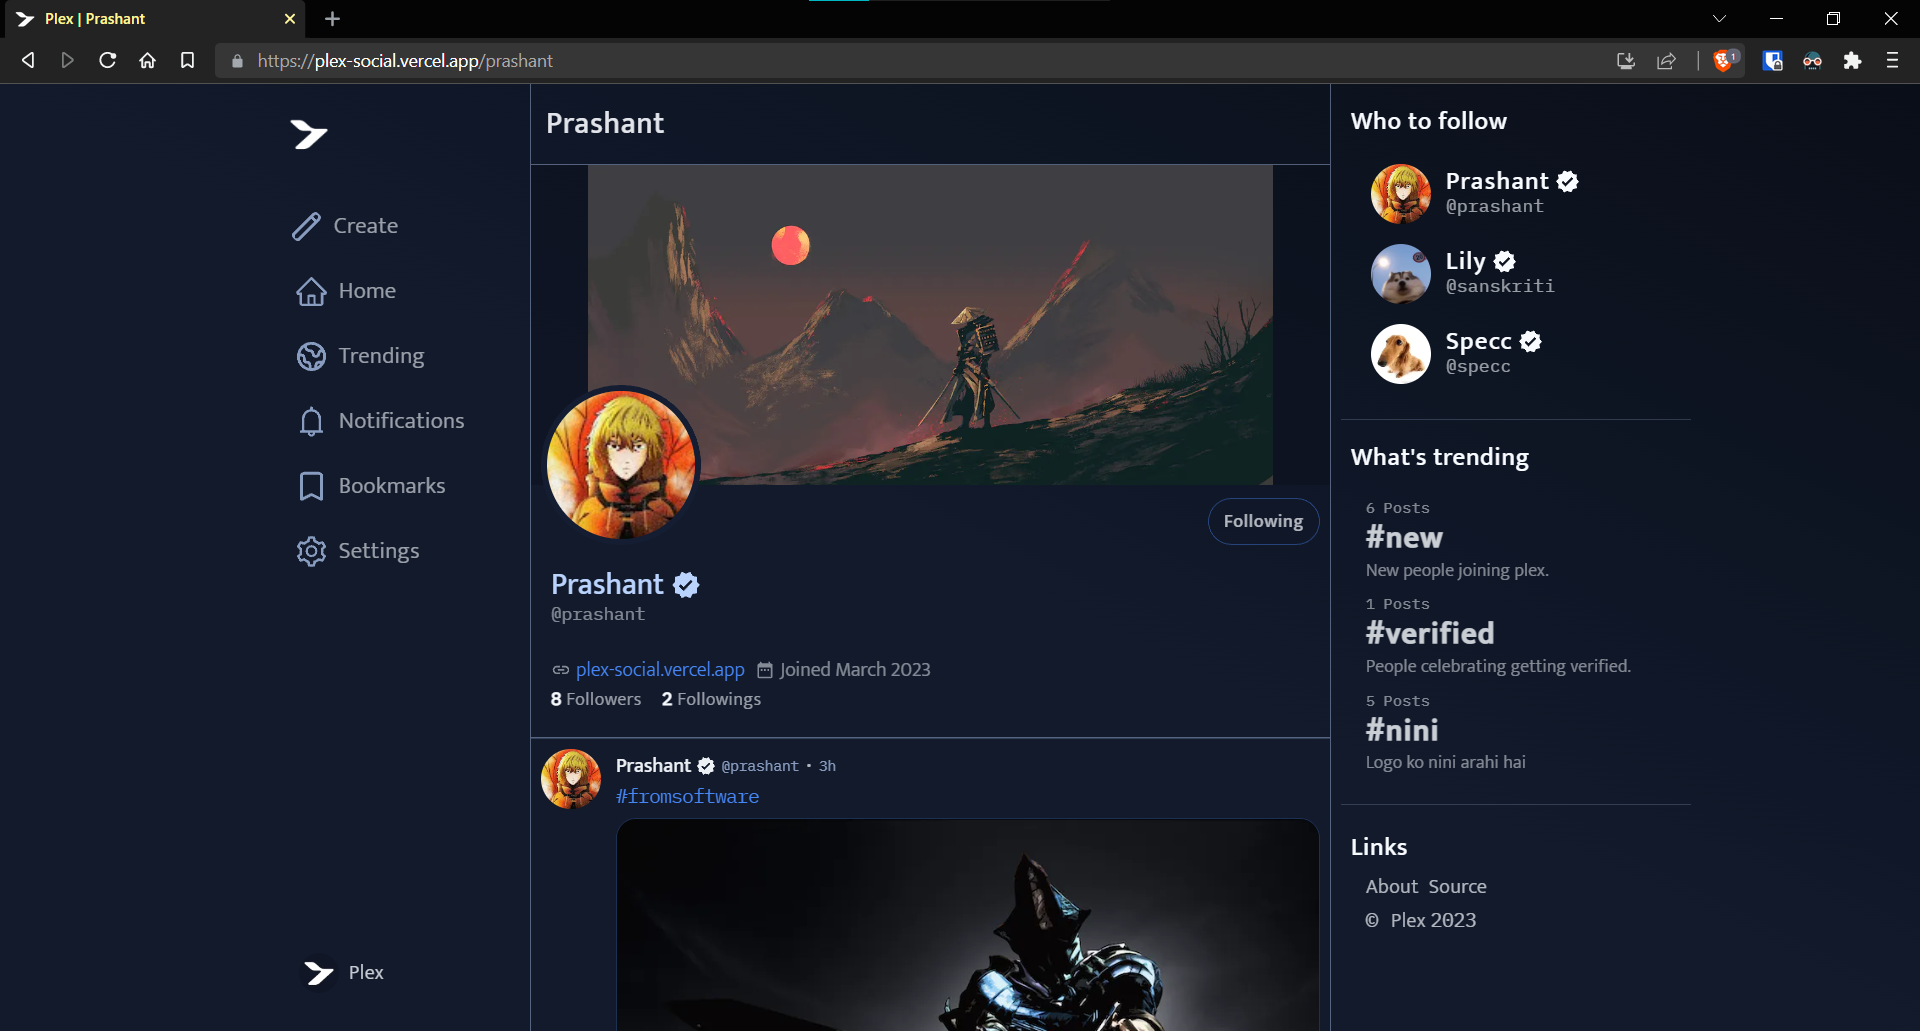 Plex | Prashant
https://plex-social.vercel.app/prashant
1
Create
Home
Trending
Notifications
Bookmarks
Settings
Plex
Prashant
Following
Prashant
@prashant
plex-social.vercel.app Joined March 2023
8 Followers 2 Followings
Prashant @prashant • 3h
#fromsoftware
Who to follow
Prashant
@prashant
Lily
@sanskriti
Specc
@specc
What's trending
6 Posts
#new
New people joining plex.
1 Posts
#verified
People celebrating getting verified.
5 Posts
#nini
Logo ko nini arahi hai
Links
About Source
© Plex 2023